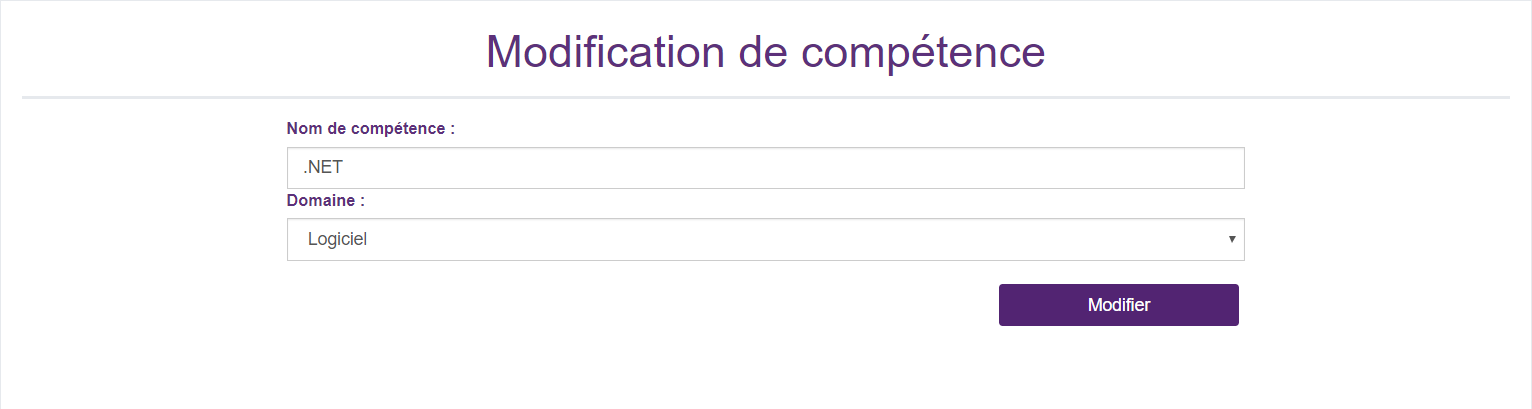 Modification de compétence
Nom de compétence :
.NET
Domaine :
Logiciel
Modifier